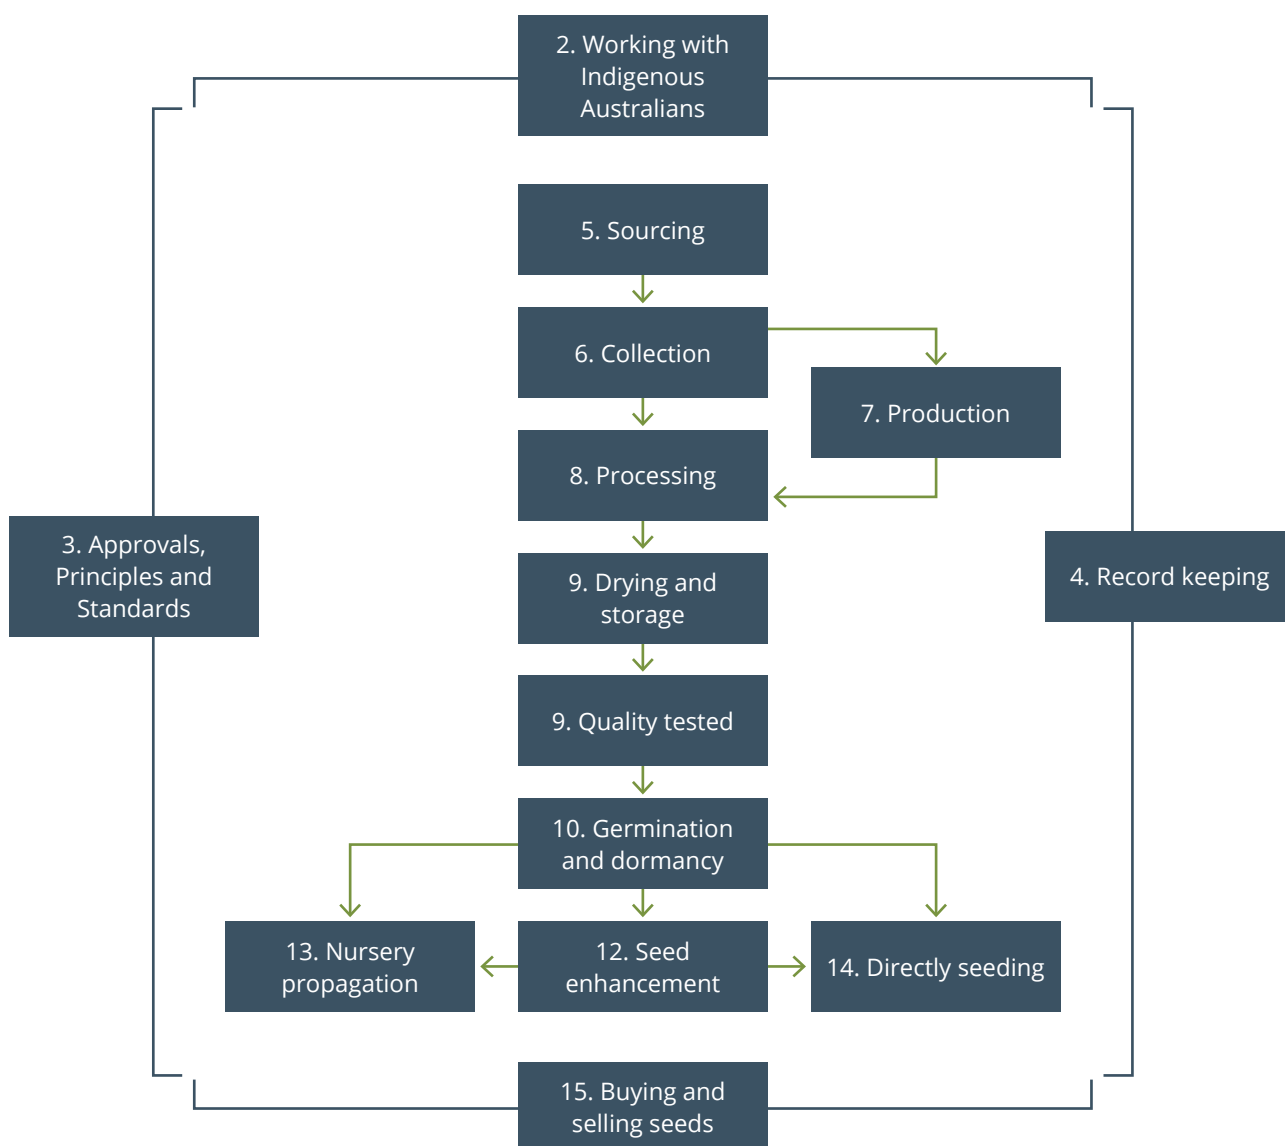 2. Working with
Indigenous
Australians
5. Sourcing
6. Collection
7. Production
8. Processing
3. Approvals,
Principles and
Standards
4. Record keeping
9. Drying and
storage
9. Quality tested
10. Germination
and dormancy
13. Nursery
propagation
12. Seed
enhancement
14. Directly seeding
15. Buying and
selling seeds